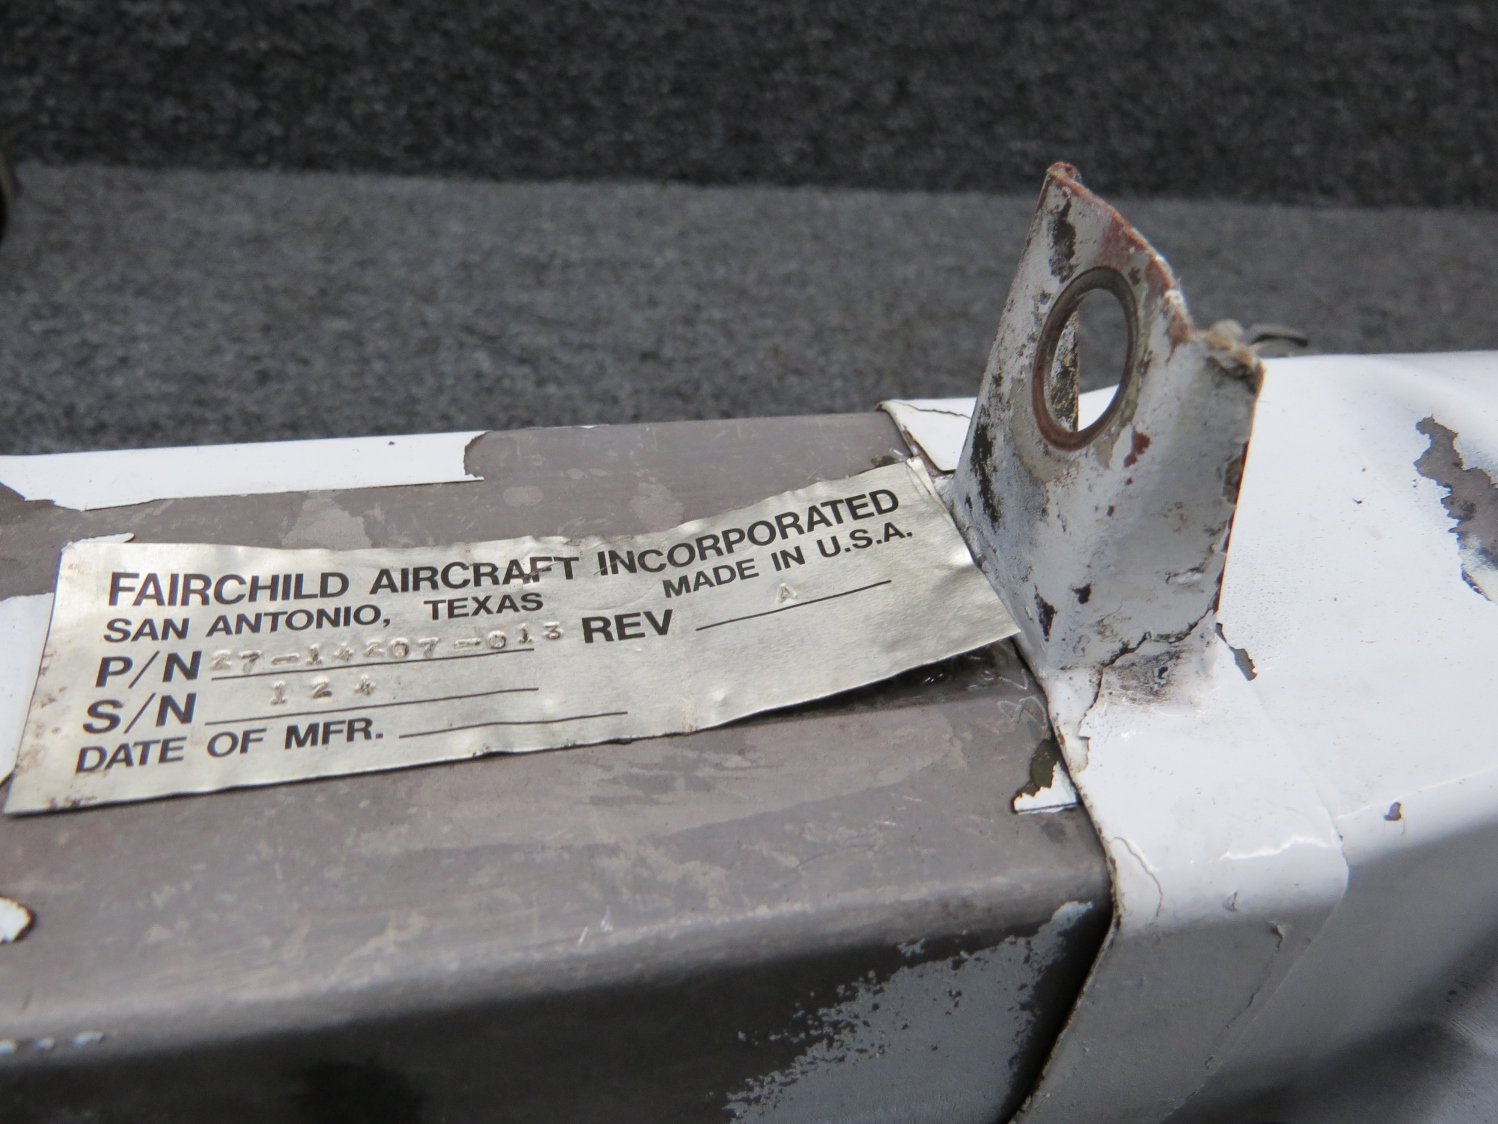 FAIRCHILD AIRCRAFT INCORPORATED
SAN ANTONIO, TEXAS MADE IN U.S.A.
P/N 27-14207-013 REV A
S/N 124
DATE OF MFR.